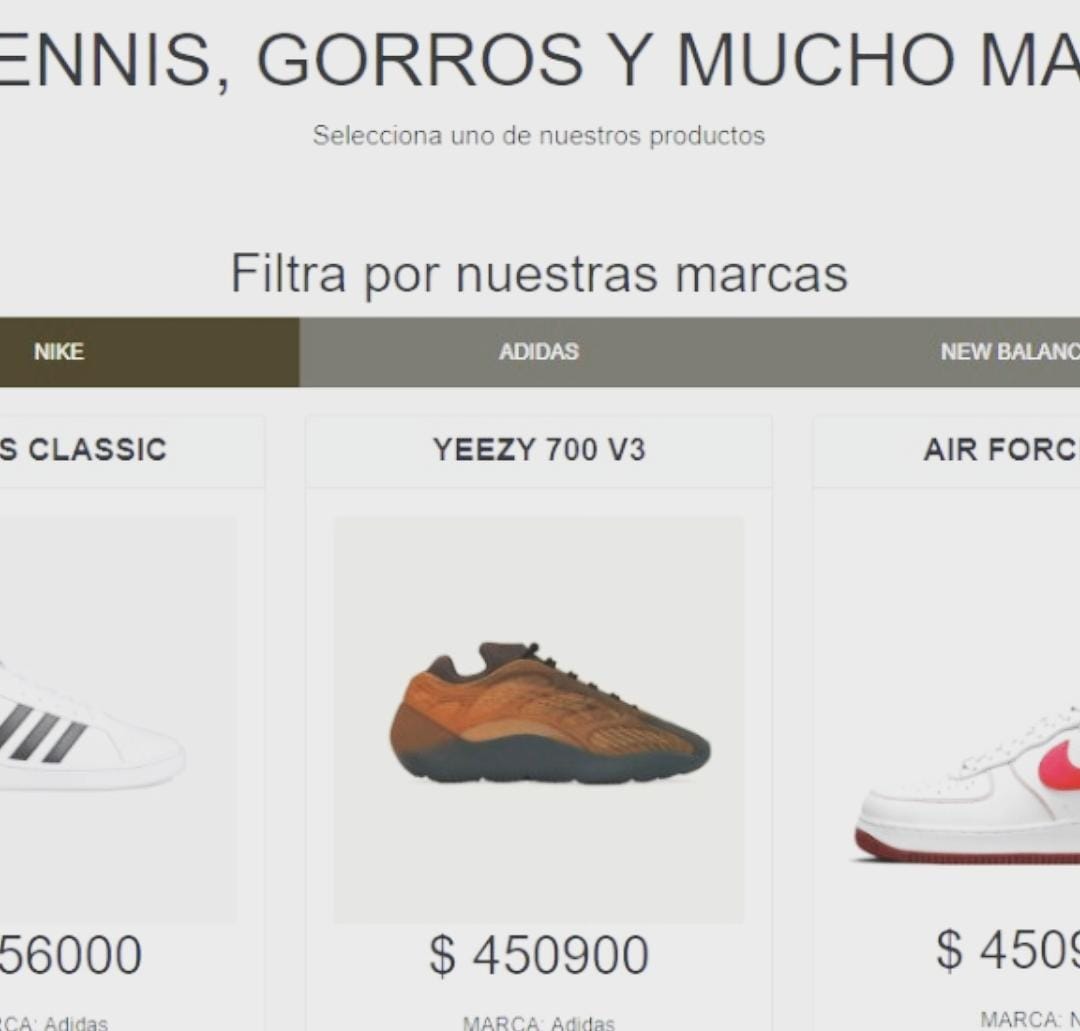 ENNIS, GORROS Y MUCHO MA
Selecciona uno de nuestros productos
Filtra por nuestras marcas
NIKE ADIDAS NEW BALANC
S CLASSIC YEEZY 700 V3 AIR FORC
56000 $ 450900 $ 4509
RCA: Adidas MARCA: Adidas MARCA: N